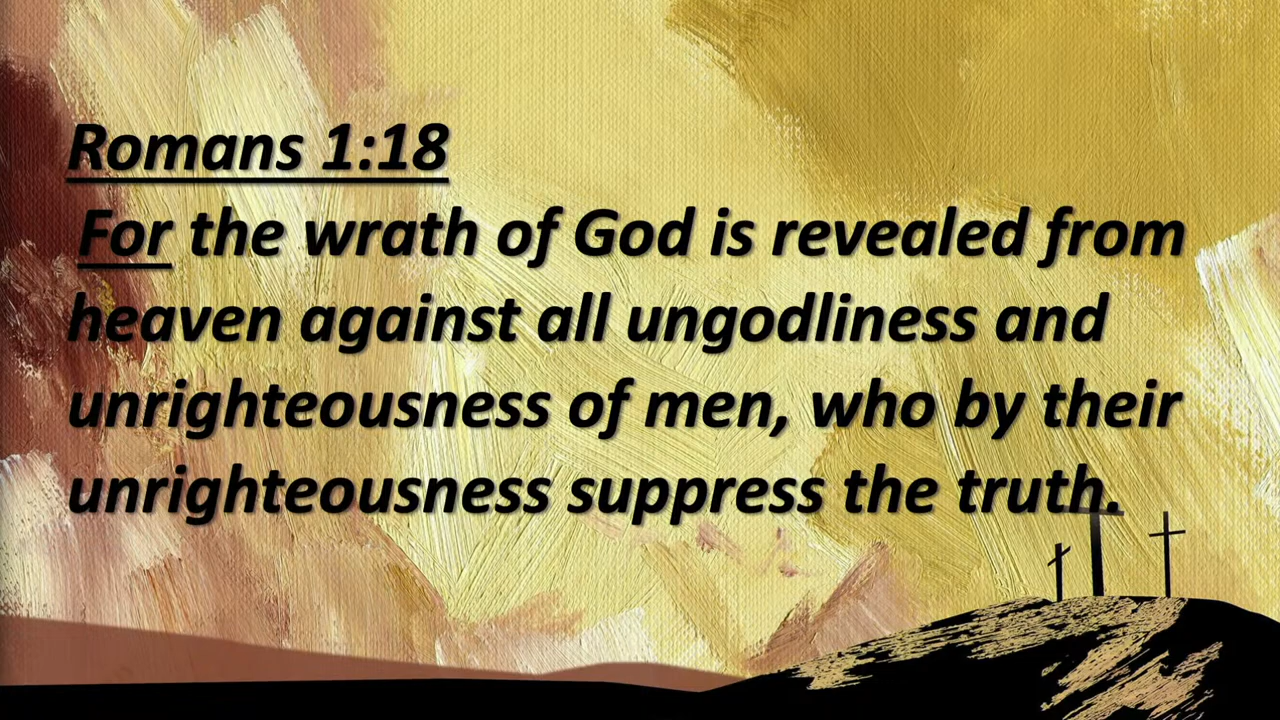 Romans 1:18
For the wrath of God is revealed from
heaven against all ungodliness and
unrighteousness of men, who by their
unrighteousness suppress the truth.